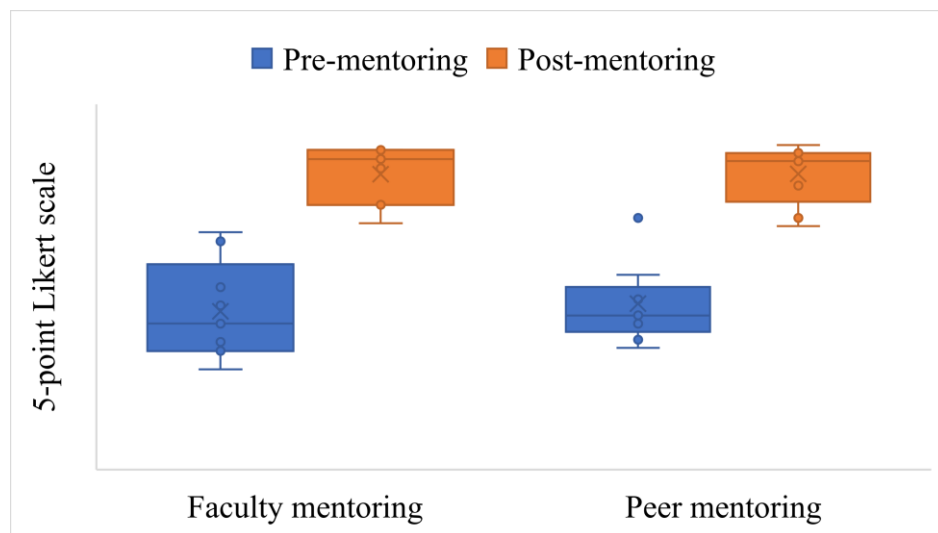 Pre-mentoring Post-mentoring
5-point Likert scale
Faculty mentoring Peer mentoring